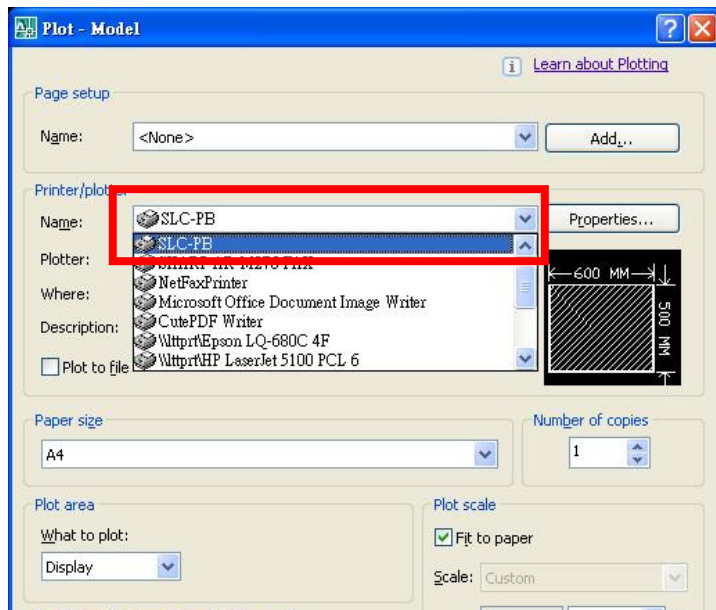 Plot - Model
Learn about Plotting
Page setup
Name: <None> Add...
Printer/plotter
Name: SLC-PB Properties...
SLC-PB
Plotter:
NetFaxPrinter
Where:
Microsoft Office Document Image Writer
Description:
CutePDF Writer
\\lttprt\Epson LQ-680C 4F
Plot to file
\\lttprt\HP LaserJet 5100 PCL 6
600 MM
500 MM
Paper size
A4
Number of copies
1
Plot area
What to plot:
Display
Plot scale
Fit to paper
Scale: Custom